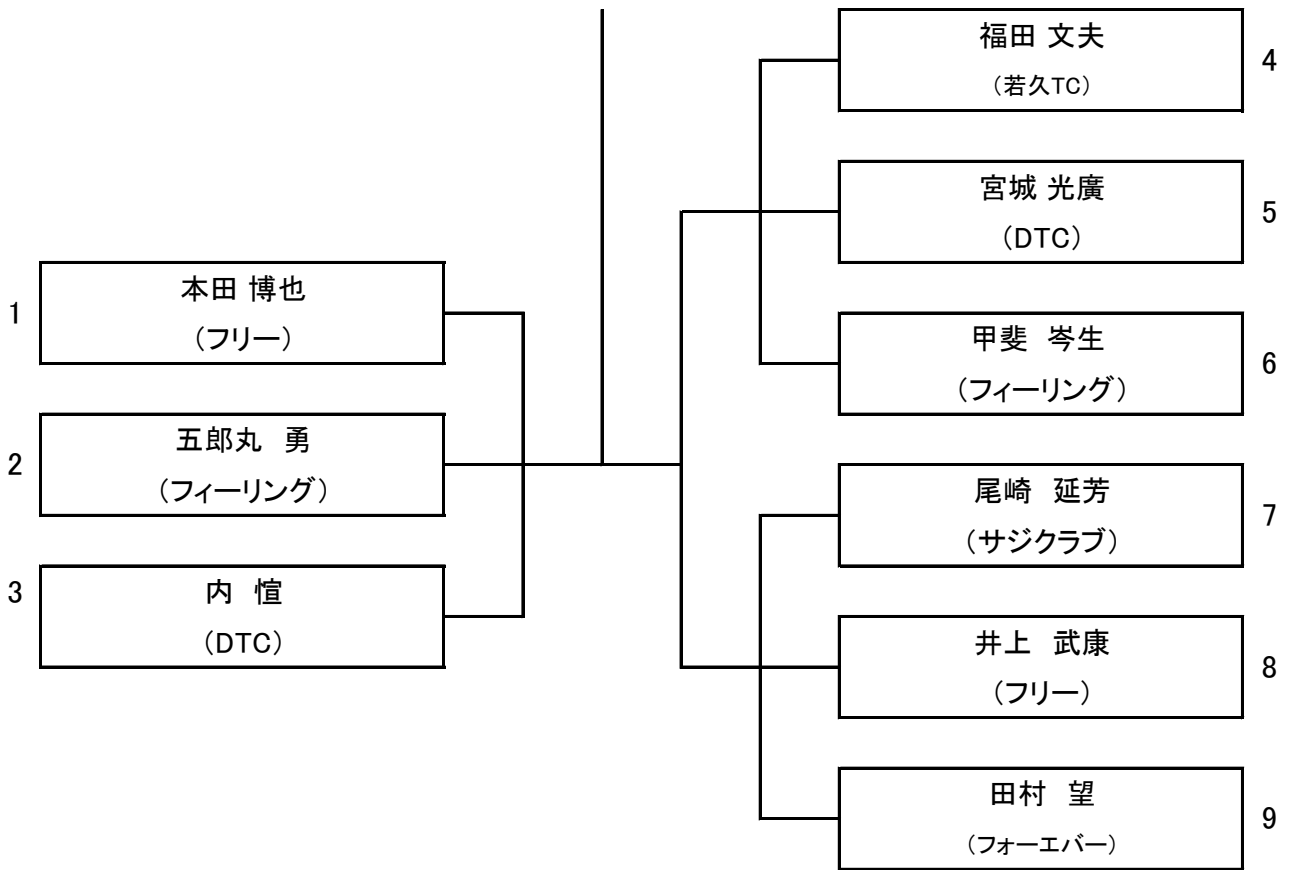 1
本田 博也
(フリー)
2
五郎丸　勇
(フィーリング)
3
内　愃
(DTC)
福田 文夫
(若久TC)
4
宮城 光廣
(DTC)
5
甲斐　岑生
(フィーリング)
6
尾崎　延芳
(サジクラブ)
7
井上　武康
(フリー)
8
田村　望
(フォーエバー)
9